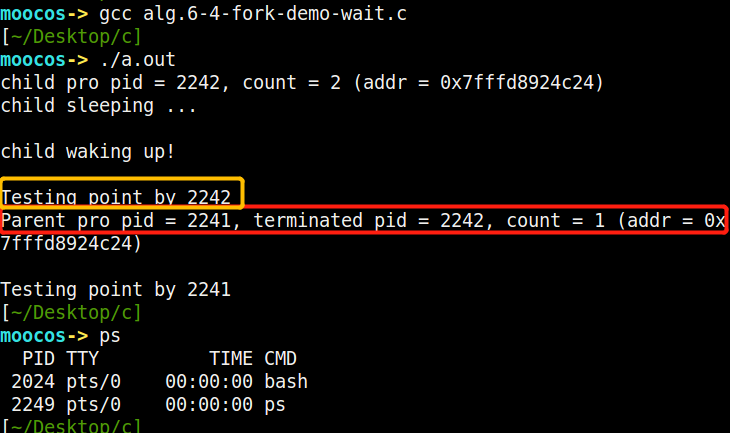 moocos-> gcc alg.6-4-fork-demo-wait.c
[~/Desktop/c]
moocos-> ./a.out
child pro pid = 2242, count = 2 (addr = 0x7fffd8924c24)
child sleeping ...
child waking up!
Testing point by 2242
Parent pro pid = 2241, terminated pid = 2242, count = 1 (addr = 0x
7fffd8924c24)
Testing point by 2241
[~/Desktop/c]
moocos-> ps
PID TTY TIME CMD
2024 pts/0 00:00:00 bash
2249 pts/0 00:00:00 ps
[~/Desktop/c]